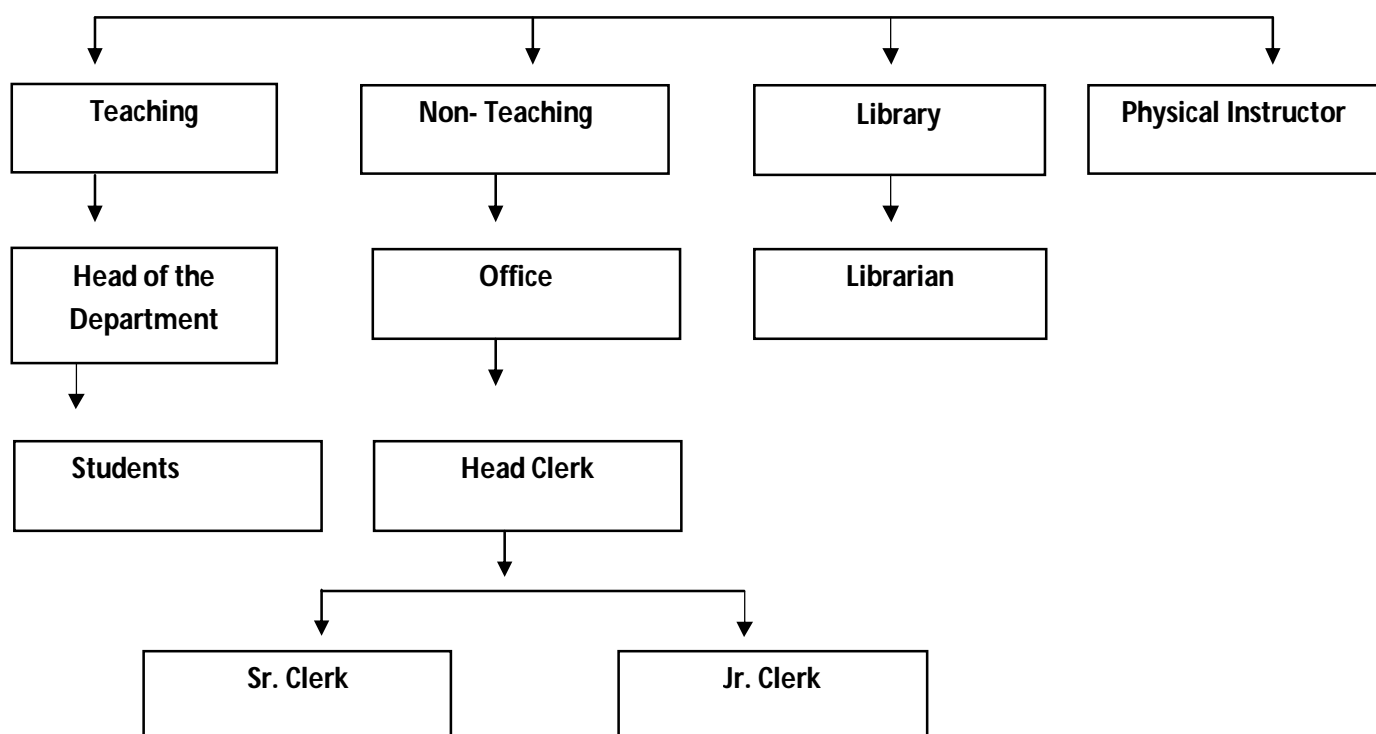 Teaching
Non- Teaching
Library
Physical Instructor
Head of the
Department
Office
Librarian
Students
Head Clerk
Sr. Clerk
Jr. Clerk